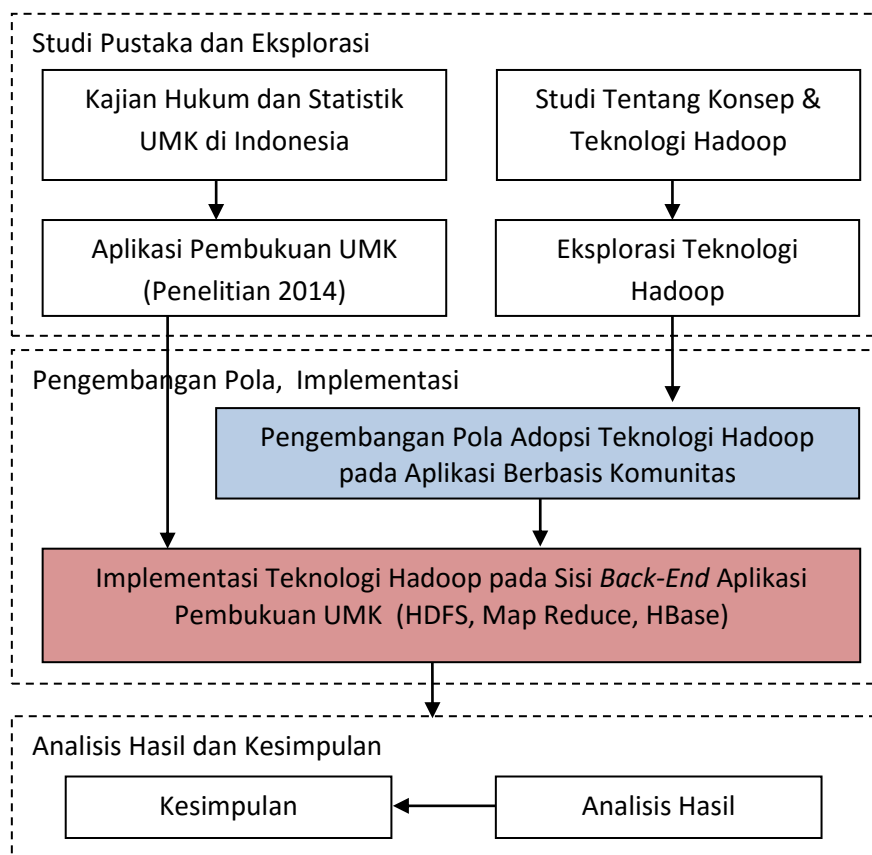 Studi Pustaka dan Eksplorasi
Kajian Hukum dan Statistik
UMK di Indonesia
Studi Tentang Konsep &
Teknologi Hadoop
Aplikasi Pembukuan UMK
(Penelitian 2014)
Eksplorasi Teknologi
Hadoop
Pengembangan Pola, Implementasi
Pengembangan Pola Adopsi Teknologi Hadoop
pada Aplikasi Berbasis Komunitas
Implementasi Teknologi Hadoop pada Sisi Back-End Aplikasi
Pembukuan UMK (HDFS, Map Reduce, HBase)
Analisis Hasil dan Kesimpulan
Kesimpulan
Analisis Hasil